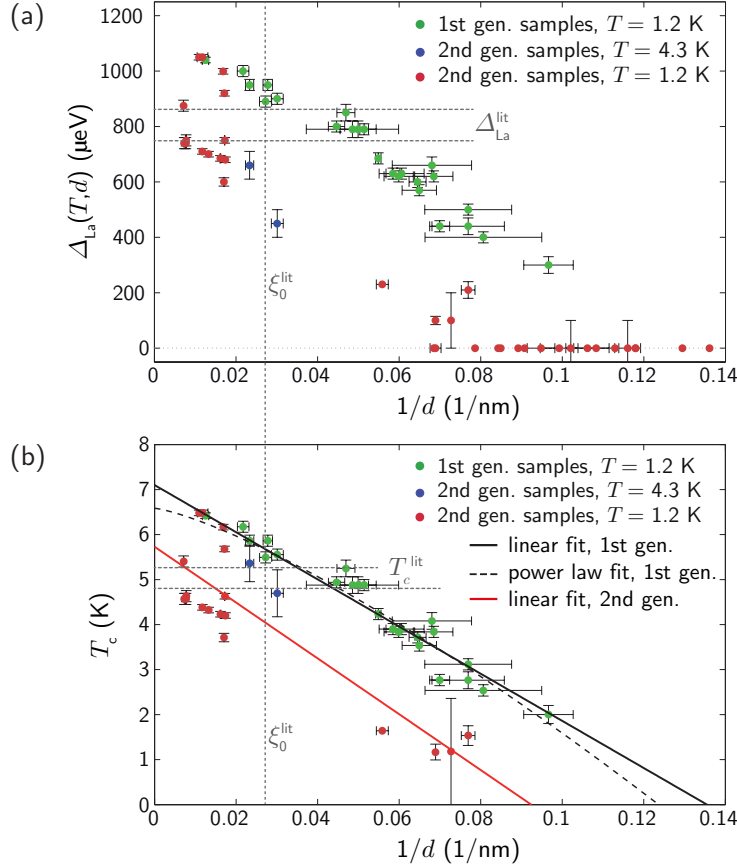 (a)
1st gen. samples, T = 1.2 K
2nd gen. samples, T = 4.3 K
2nd gen. samples, T = 1.2 K
Δ_La^lit
ξ_0^lit
Δ_La(T,d) (μeV)
1000
800
600
400
200
0
0 0.02 0.04 0.06 0.08 0.1 0.12 0.14
1/d (1/nm)
(b)
1st gen. samples, T = 1.2 K
2nd gen. samples, T = 4.3 K
2nd gen. samples, T = 1.2 K
linear fit, 1st gen.
power law fit, 1st gen.
linear fit, 2nd gen.
T_c^lit
ξ_0^lit
T_c (K)
8
7
6
5
4
3
2
1
0
0 0.02 0.04 0.06 0.08 0.1 0.12 0.14
1/d (1/nm)